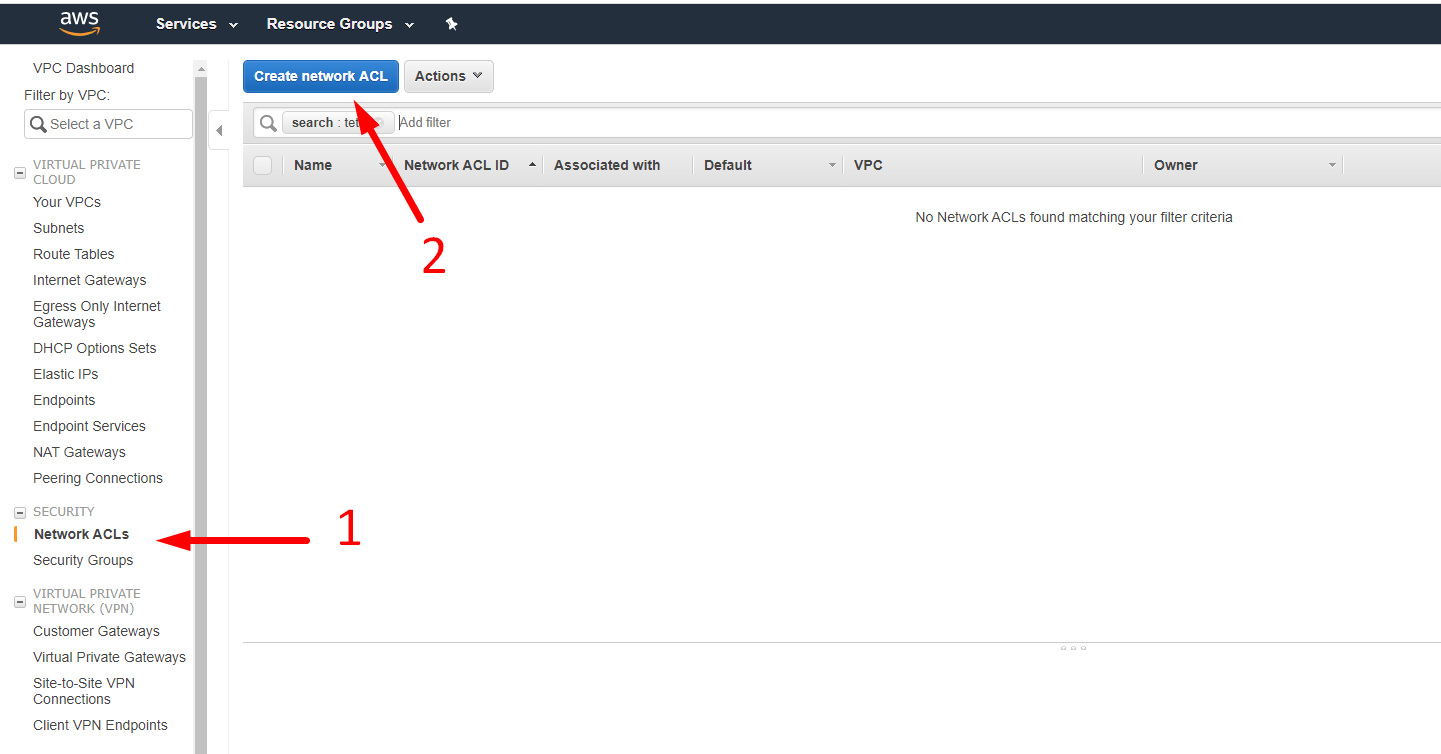 aws
Services
Resource Groups
VPC Dashboard
Filter by VPC:
Select a VPC
VIRTUAL PRIVATE
CLOUD
Your VPCs
Subnets
Route Tables
Internet Gateways
Egress Only Internet
Gateways
DHCP Options Sets
Elastic IPs
Endpoints
Endpoint Services
NAT Gateways
Peering Connections
SECURITY
Network ACLs
Security Groups
VIRTUAL PRIVATE
NETWORK (VPN)
Customer Gateways
Virtual Private Gateways
Site-to-Site VPN
Connections
Client VPN Endpoints
Create network ACL
Actions
search :
Add filter
Name
Network ACL ID
Associated with
Default
VPC
Owner
No Network ACLs found matching your filter criteria
2
1